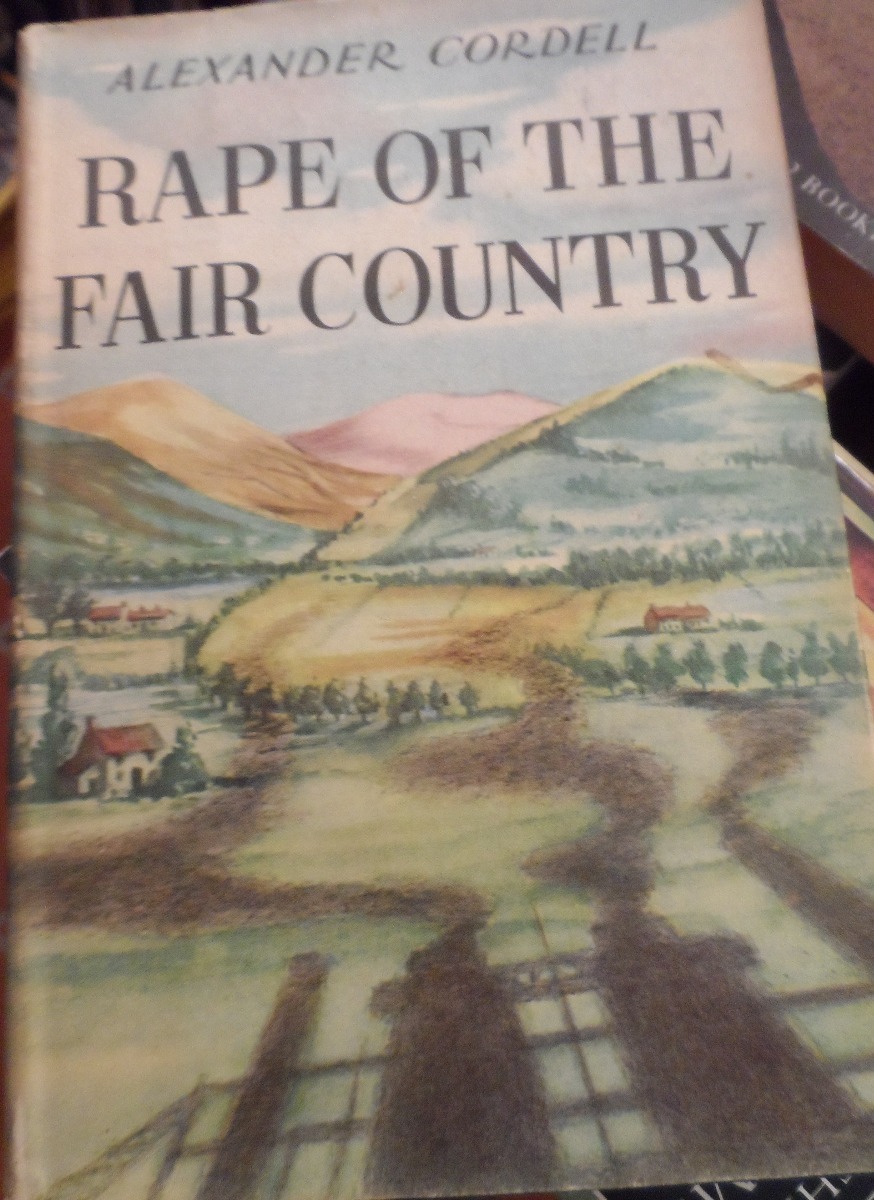 ALEXANDER CORDELL
RAPE OF THE
FAIR COUNTRY